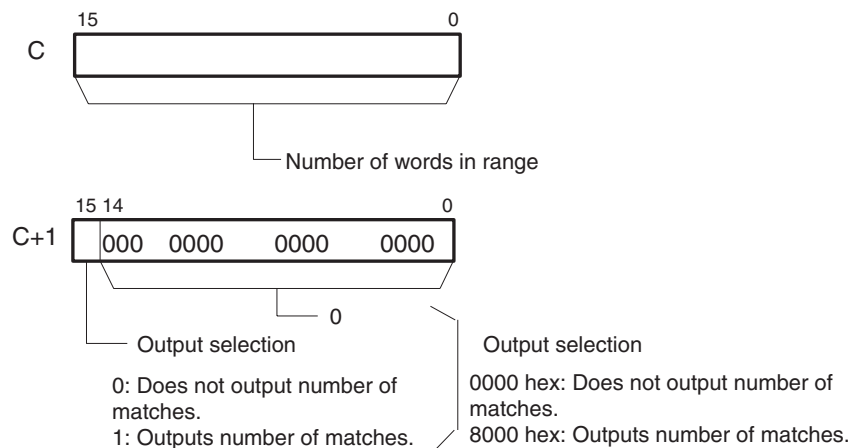 15 0
C
Number of words in range
15 14 0
C+1 000 0000 0000 0000
0
Output selection
0: Does not output number of
matches.
1: Outputs number of matches.
Output selection
0000 hex: Does not output number of
matches.
8000 hex: Outputs number of matches.